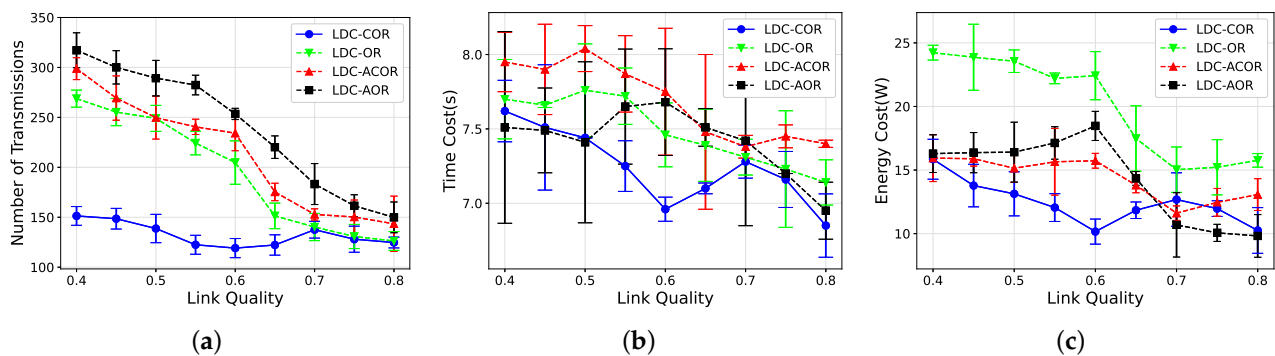 Number of Transmissions
350
300
250
200
150
100
0.4 0.5 0.6 0.7 0.8
Link Quality
LDC-COR
LDC-OR
LDC-ACOR
LDC-AOR
(a)
Time Cost(s)
8.0
7.5
7.0
0.4 0.5 0.6 0.7 0.8
Link Quality
LDC-COR
LDC-OR
LDC-ACOR
LDC-AOR
(b)
Energy Cost(W)
25
20
15
10
0.4 0.5 0.6 0.7 0.8
Link Quality
LDC-COR
LDC-OR
LDC-ACOR
LDC-AOR
(c)